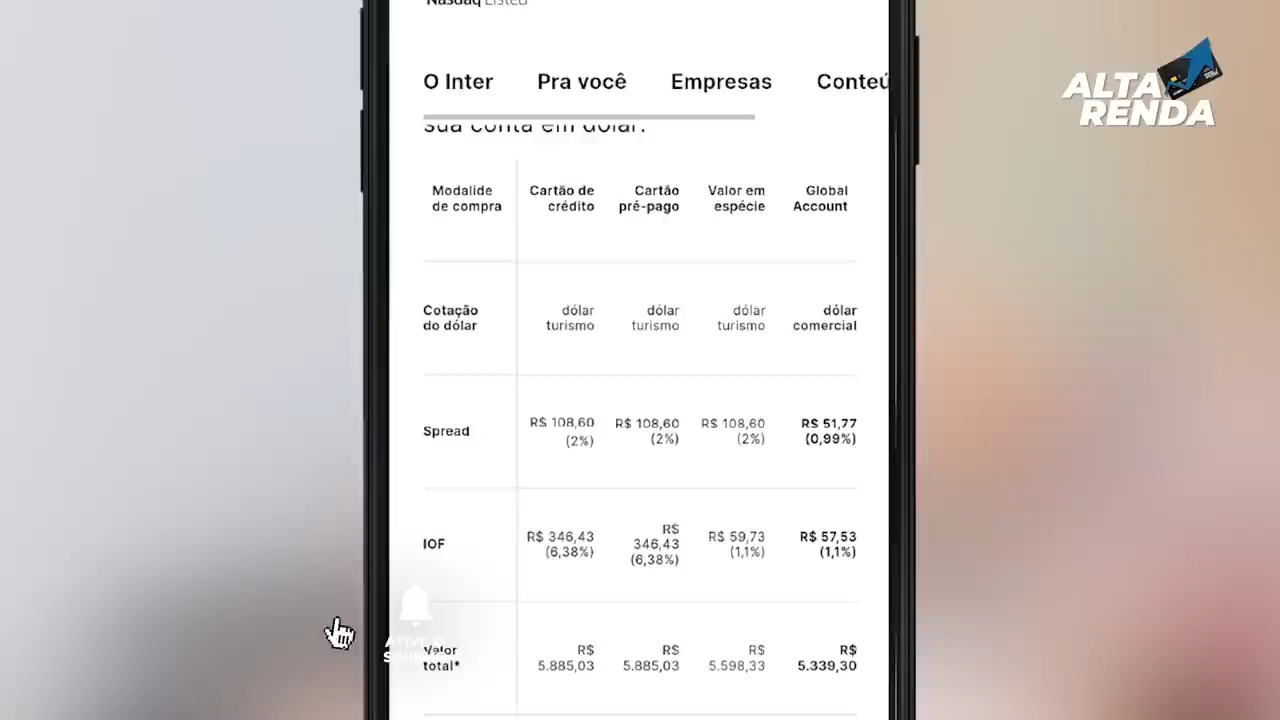 Nasdaq Listed
O Inter Pra você Empresas Conteú
sua conta em dólar.
Modalide de compra
Cartão de crédito
Cartão pré-pago
Valor em espécie
Global Account
Cotação do dólar
dólar turismo
dólar turismo
dólar turismo
dólar comercial
Spread
R$ 108,60 (2%)
R$ 108,60 (2%)
R$ 108,60 (2%)
R$ 51,77 (0,99%)
IOF
R$ 346,43 (6,38%)
R$ 346,43 (6,38%)
R$ 59,73 (1,1%)
R$ 57,53 (1,1%)
Valor total*
R$ 5.885,03
R$ 5.885,03
R$ 5.598,33
R$ 5.339,30
ALTA
RENDA